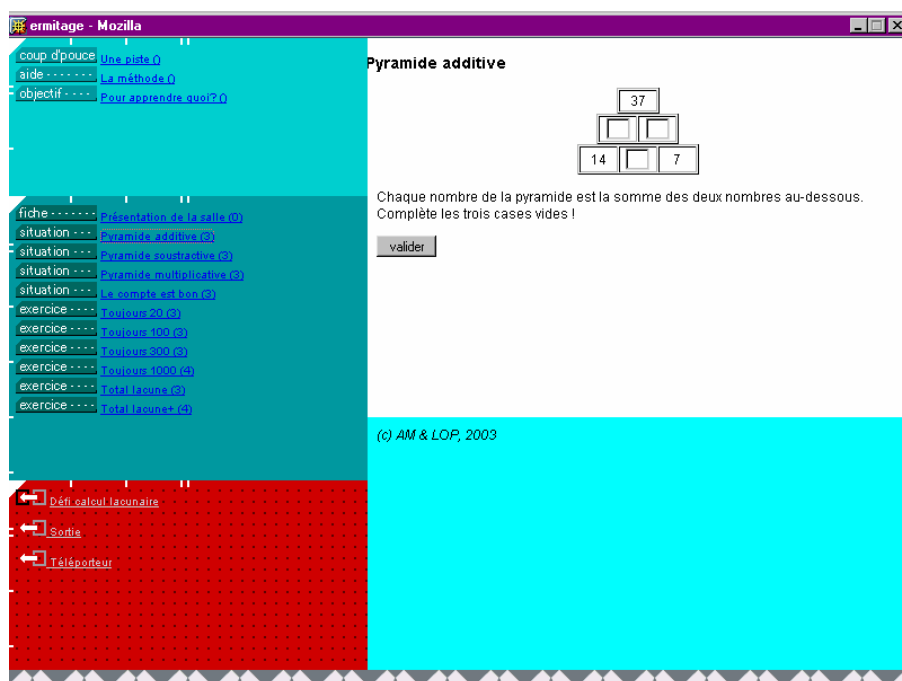 ermitage - Mozilla
coup d'pouce Une piste ()
aide ------- La méthode ()
objectif ---- Pour apprendre quoi? ()
fiche ------- Présentation de la salle (0)
situation --- Pyramide additive (3)
situation --- Pyramide soustractive (3)
situation --- Pyramide multiplicative (3)
situation --- Le compte est bon (3)
exercice ---- Toujours 20 (3)
exercice ---- Toujours 100 (3)
exercice ---- Toujours 300 (3)
exercice ---- Toujours 1000 (4)
exercice ---- Total lacune (3)
exercice ---- Total lacune+ (4)
Défi calcul lacunaire
Sortie
Téléporteur
Pyramide additive
37
14 7
Chaque nombre de la pyramide est la somme des deux nombres au-dessous.
Complète les trois cases vides !
valider
(c) AM & LOP, 2003